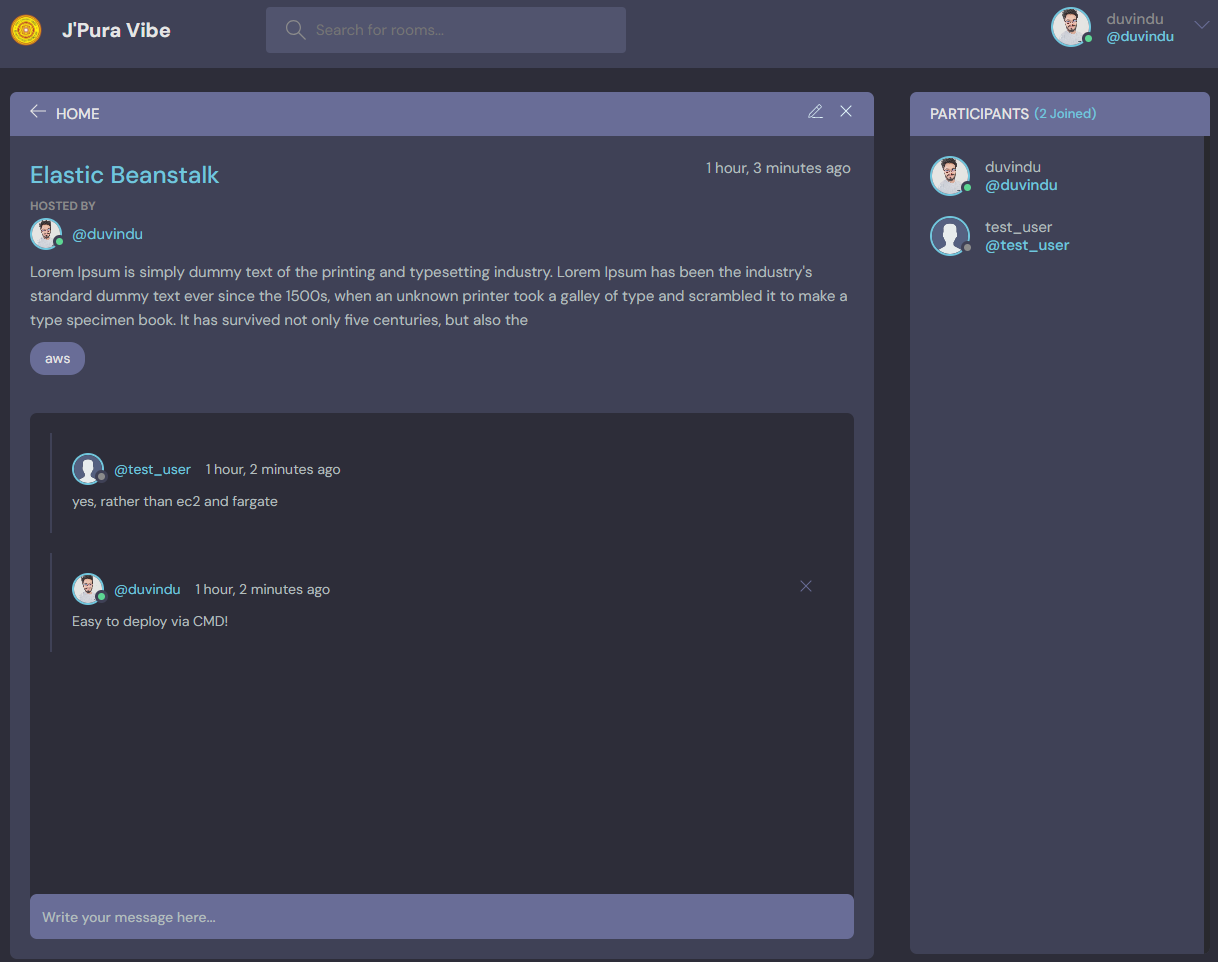 J'Pura Vibe
Search for rooms...
duvindu
@duvindu
HOME
Elastic Beanstalk
1 hour, 3 minutes ago
HOSTED BY
@duvindu
Lorem Ipsum is simply dummy text of the printing and typesetting industry. Lorem Ipsum has been the industry's
standard dummy text ever since the 1500s, when an unknown printer took a galley of type and scrambled it to make a
type specimen book. It has survived not only five centuries, but also the
aws
@test_user 1 hour, 2 minutes ago
yes, rather than ec2 and fargate
@duvindu 1 hour, 2 minutes ago
Easy to deploy via CMD!
Write your message here...
PARTICIPANTS (2 Joined)
duvindu
@duvindu
test_user
@test_user